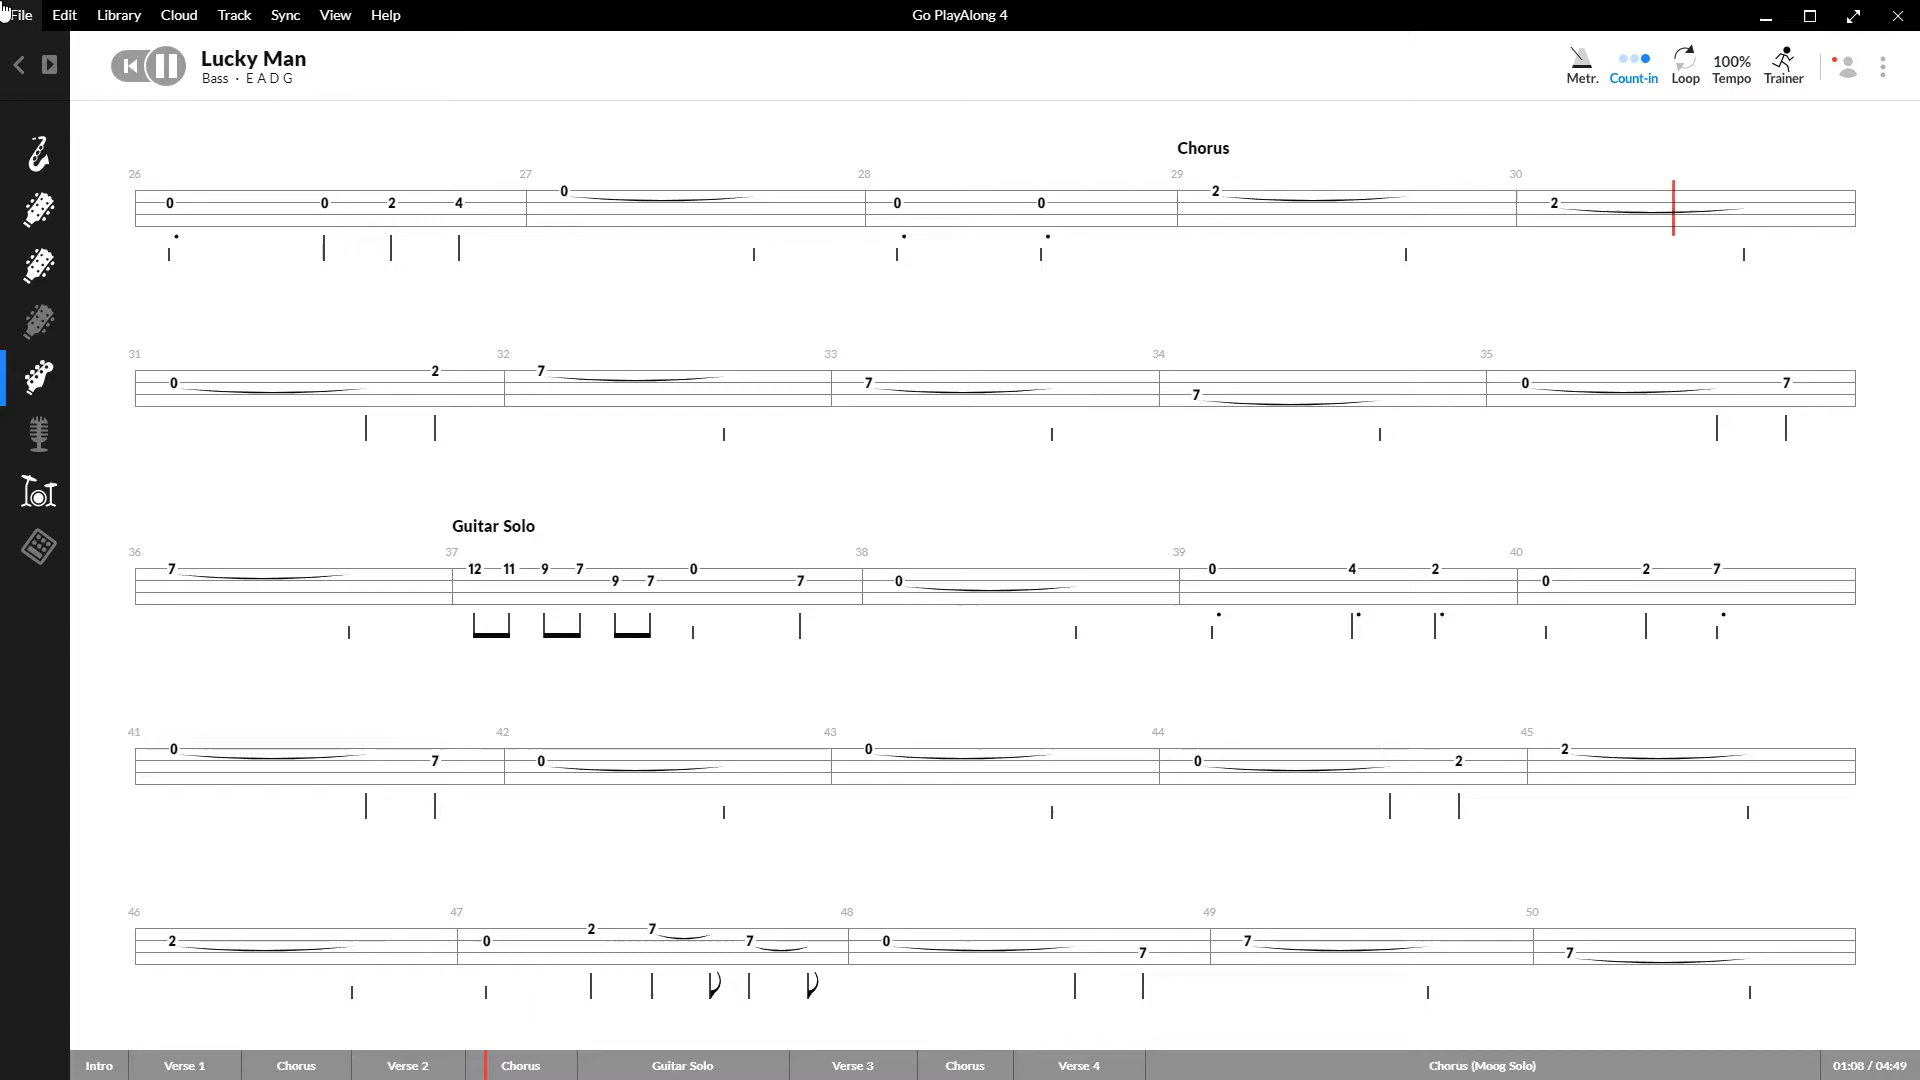 File Edit Library Cloud Track Sync View Help Go PlayAlong 4
Lucky Man
Bass · E A D G
Metr. Count-in Loop 100% Tempo Trainer
Chorus
26 27 28 29 30
0 0 2 4 0 0 0 2 2
31 32 33 34 35
0 2 7 7 7 0 7
Guitar Solo
36 37 38 39 40
7 12 11 9 7 9 7 0 7 0 0 4 2 0 2 7
41 42 43 44 45
0 7 0 0 0 2 2
46 47 48 49 50
2 0 2 7 7 0 7 7 7
Intro Verse 1 Chorus Verse 2 Chorus Guitar Solo Verse 3 Chorus Verse 4 Chorus (Moog Solo) 01:08 / 04:49